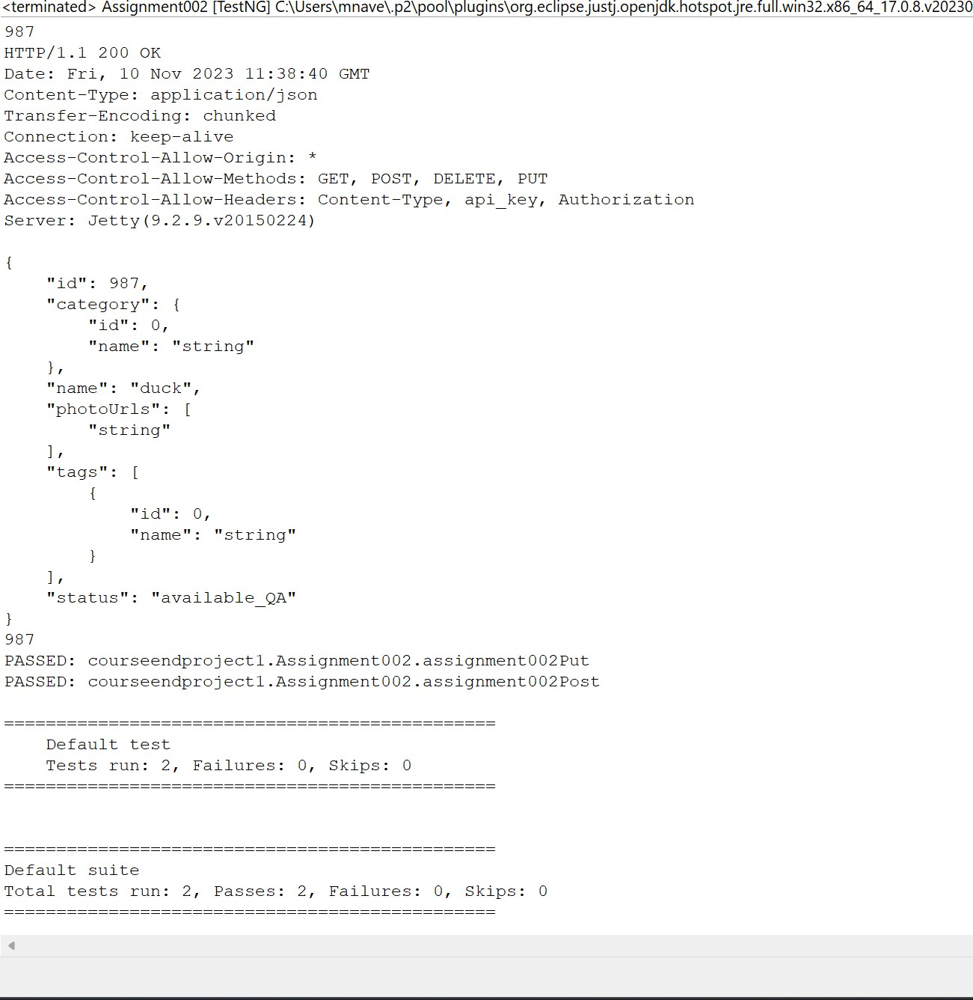 <terminated> Assignment002 [TestNG] C:\Users\mnave\.p2\pool\plugins\org.eclipse.justj.openjdk.hotspot.jre.full.win32.x86_64_17.0.8.v20230
987
HTTP/1.1 200 OK
Date: Fri, 10 Nov 2023 11:38:40 GMT
Content-Type: application/json
Transfer-Encoding: chunked
Connection: keep-alive
Access-Control-Allow-Origin: *
Access-Control-Allow-Methods: GET, POST, DELETE, PUT
Access-Control-Allow-Headers: Content-Type, api_key, Authorization
Server: Jetty(9.2.9.v20150224)

{
    "id": 987,
    "category": {
        "id": 0,
        "name": "string"
    },
    "name": "duck",
    "photoUrls": [
        "string"
    ],
    "tags": [
        {
            "id": 0,
            "name": "string"
        }
    ],
    "status": "available_QA"
}
987
PASSED: courseendproject1.Assignment002.assignment002Put
PASSED: courseendproject1.Assignment002.assignment002Post

===============================================
    Default test
    Tests run: 2, Failures: 0, Skips: 0
===============================================


===============================================
Default suite
Total tests run: 2, Passes: 2, Failures: 0, Skips: 0
===============================================